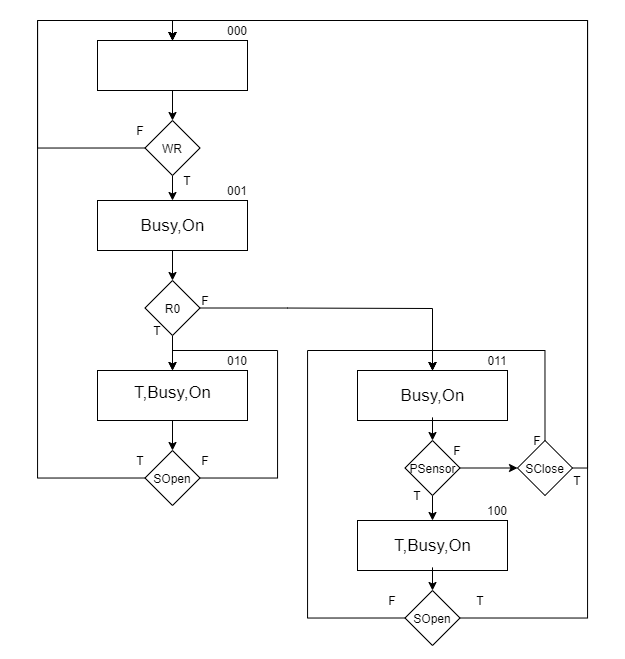 000
F
WR
T
001
Busy,On
R0
F
T
010
T,Busy,On
T
SOpen
F
011
Busy,On
PSensor
F
T
SClose
F
T
100
T,Busy,On
F
SOpen
T